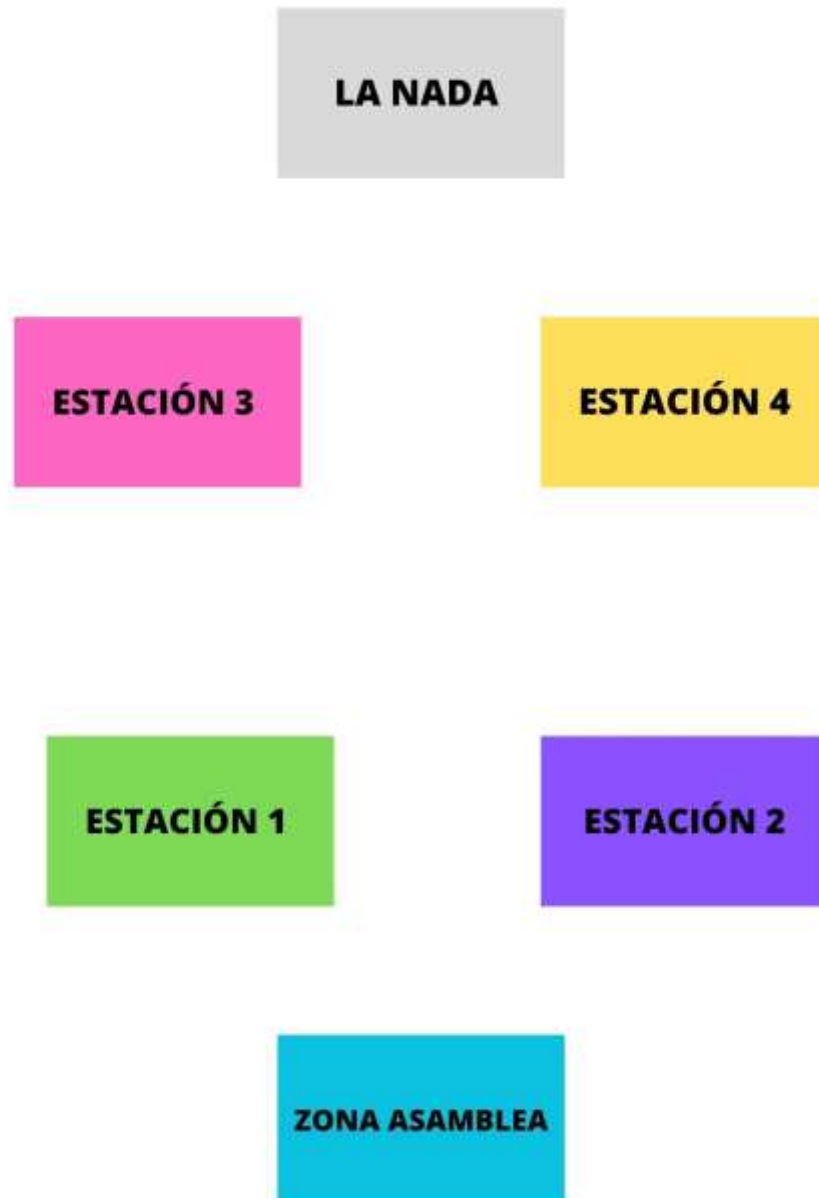 LA NADA
ESTACIÓN 3
ESTACIÓN 4
ESTACIÓN 1
ESTACIÓN 2
ZONA ASAMBLEA